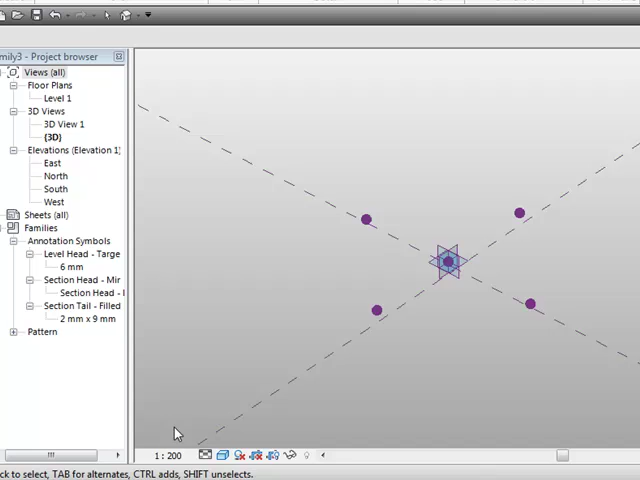 mily3 - Project browser
Views (all)
Floor Plans
Level 1
3D Views
3D View 1
{3D}
Elevations (Elevation 1)
East
North
South
West
Sheets (all)
Families
Annotation Symbols
Level Head - Targe
6 mm
Section Head - Mir
Section Head - I
Section Tail - Filled
2 mm x 9 mm
Pattern
1 : 200
ck to select, TAB for alternates, CTRL adds, SHIFT unselects.